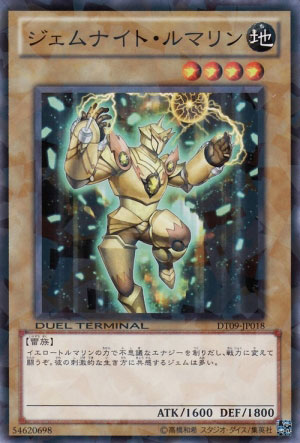 ジェムナイト・ルマリン
地
DUEL TERMINAL
DT09-JP018
【雷族】
イエロートルマリンの力で不思議なエナジーを創りだし、戦力に変えて
闘うぞ。彼の刺激的な生き方に共感するジェムは多い。
ATK/1600 DEF/1800
54620698
©高橋和希 スタジオ・ダイス/集英社